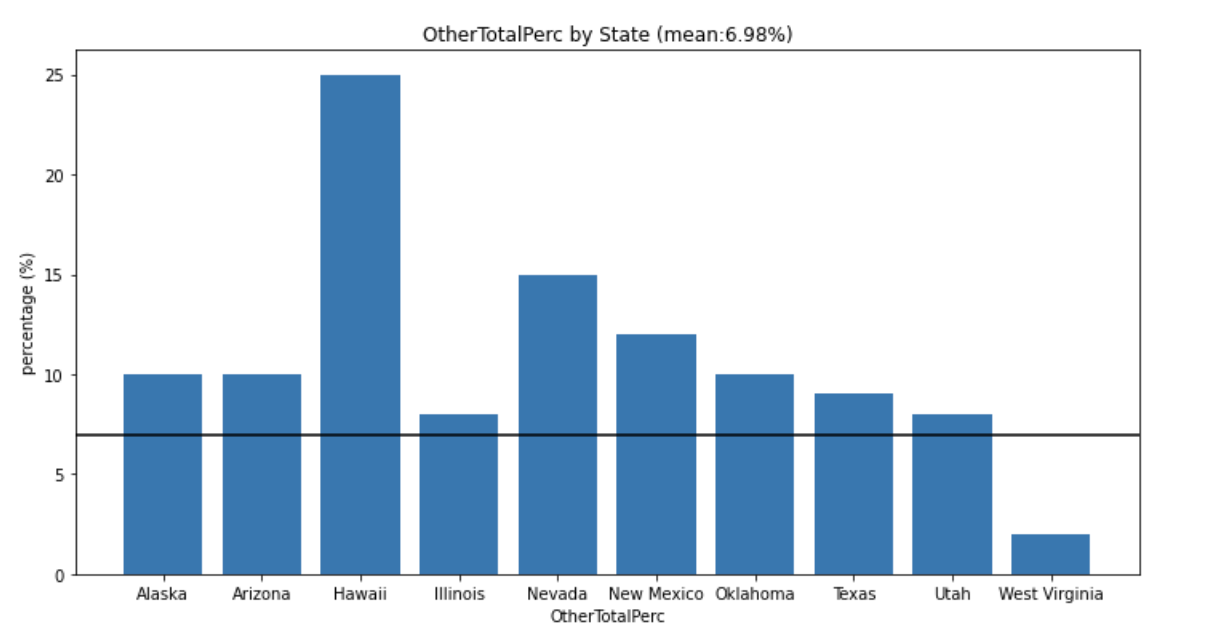 OtherTotalPerc by State (mean:6.98%)
percentage (%)
25
20
15
10
5
0
Alaska Arizona Hawaii Illinois Nevada New Mexico Oklahoma Texas Utah West Virginia
OtherTotalPerc